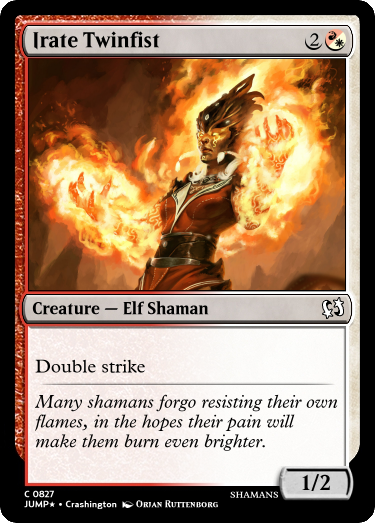 Irate Twinfist 2
Creature — Elf Shaman
Double strike
Many shamans forgo resisting their own
flames, in the hopes their pain will
make them burn even brighter.
1/2
C 0827 SHAMANS
JUMP★ • Crashington Orian Ruttenborg